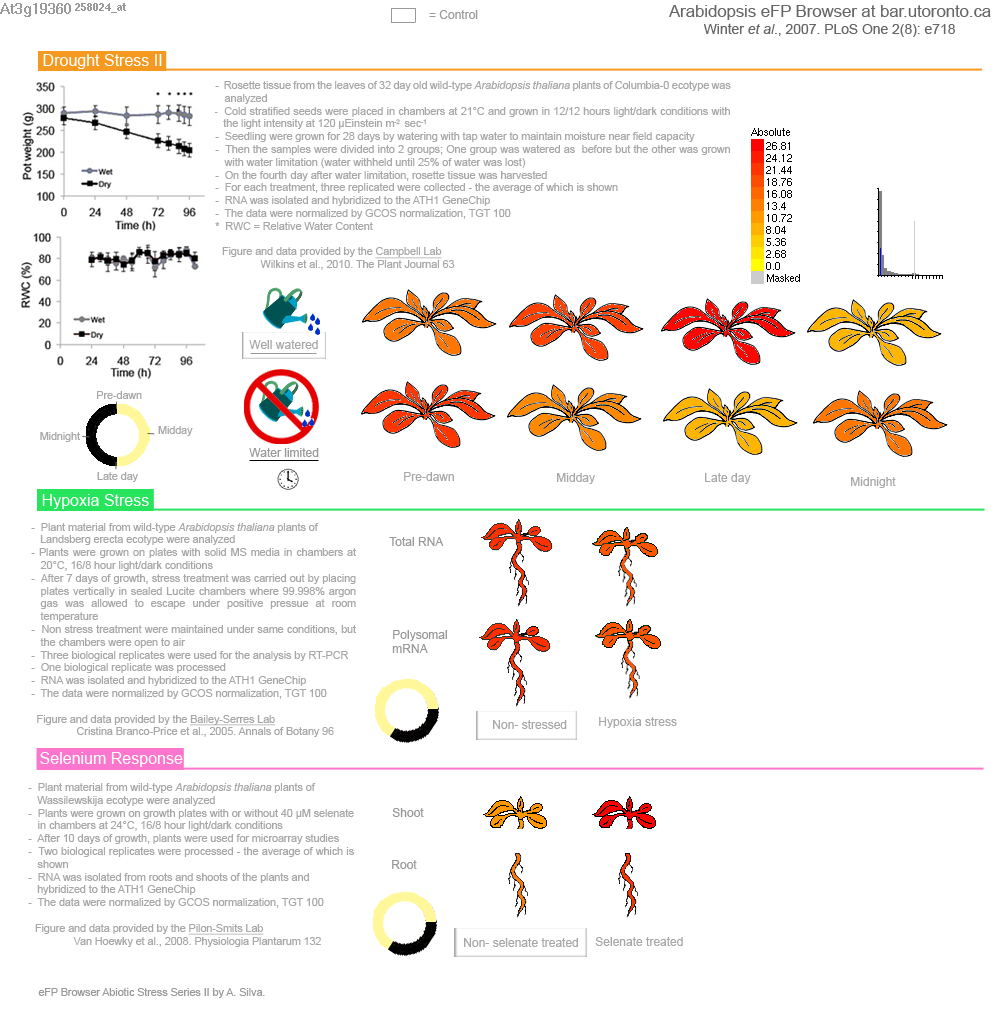 At3g19360 258024_at
= Control
Arabidopsis eFP Browser at bar.utoronto.ca
Winter et al., 2007. PLoS One 2(8): e718
Drought Stress II
350
300
250
200
150
100
Pot weight (g)
Wet
Dry
* * * * *
0 24 48 72 96
Time (h)
100
80
60
40
20
0
RWC (%)
Wet
Dry
0 24 48 72 96
Time (h)
- Rosette tissue from the leaves of 32 day old wild-type Arabidopsis thaliana plants of Columbia-0 ecotype was
analyzed
- Cold stratified seeds were placed in chambers at 21°C and grown in 12/12 hours light/dark conditions with
the light intensity at 120 µEinstein m-² sec-¹
- Seedling were grown for 28 days by watering with tap water to maintain moisture near field capacity
- Then the samples were divided into 2 groups; One group was watered as before but the other was grown
with water limitation (water withheld until 25% of water was lost)
- On the fourth day after water limitation, rosette tissue was harvested
- For each treatment, three replicated were collected - the average of which is shown
- RNA was isolated and hybridized to the ATH1 GeneChip
- The data were normalized by GCOS normalization, TGT 100
* RWC = Relative Water Content
Figure and data provided by the Campbell Lab
Wilkins et al., 2010. The Plant Journal 63
Absolute
26.81
24.12
21.44
18.76
16.08
13.4
10.72
8.04
5.36
2.68
0.0
Masked
Well watered
Water limited
Pre-dawn
Midnight
Midday
Late day
Pre-dawn
Midday
Late day
Midnight
Hypoxia Stress
- Plant material from wild-type Arabidopsis thaliana plants of
Landsberg erecta ecotype were analyzed
- Plants were grown on plates with solid MS media in chambers at
20°C, 16/8 hour light/dark conditions
- After 7 days of growth, stress treatment was carried out by placing
plates vertically in sealed Lucite chambers where 99.998% argon
gas was allowed to escape under positive pressue at room
temperature
- Non stress treatment were maintained under same conditions, but
the chambers were open to air
- Three biological replicates were used for the analysis by RT-PCR
- One biological replicate was processed
- RNA was isolated and hybridized to the ATH1 GeneChip
- The data were normalized by GCOS normalization, TGT 100
Figure and data provided by the Bailey-Serres Lab
Cristina Branco-Price et al., 2005. Annals of Botany 96
Total RNA
Polysomal
mRNA
Non- stressed
Hypoxia stress
Selenium Response
- Plant material from wild-type Arabidopsis thaliana plants of
Wassilewskija ecotype were analyzed
- Plants were grown on growth plates with or without 40 µM selenate
in chambers at 24°C, 16/8 hour light/dark conditions
- After 10 days of growth, plants were used for microarray studies
- Two biological replicates were processed - the average of which is
shown
- RNA was isolated from roots and shoots of the plants and
hybridized to the ATH1 GeneChip
- The data were normalized by GCOS normalization, TGT 100
Figure and data provided by the Pilon-Smits Lab
Van Hoewky et al., 2008. Physiologia Plantarum 132
Shoot
Root
Non- selenate treated
Selenate treated
eFP Browser Abiotic Stress Series II by A. Silva.